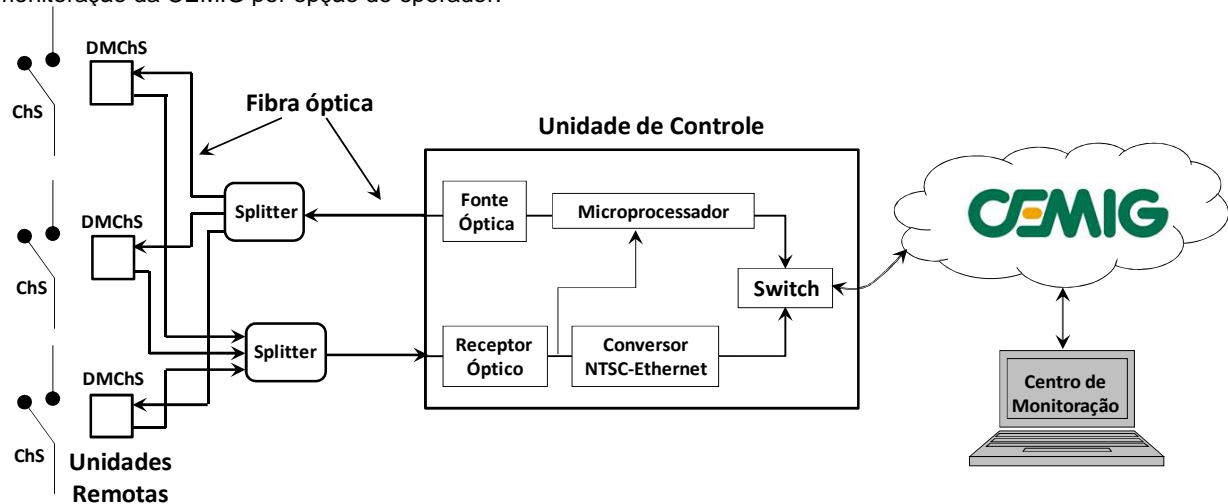 monitoração da CEMIG por opção do operador.
DMChS
ChS
Fibra óptica
Unidade de Controle
Splitter
Fonte
Óptica
Microprocessador
CEMIG
DMChS
ChS
Switch
Splitter
Receptor
Óptico
Conversor
NTSC-Ethernet
DMChS
ChS
Centro de
Monitoração
Unidades
Remotas